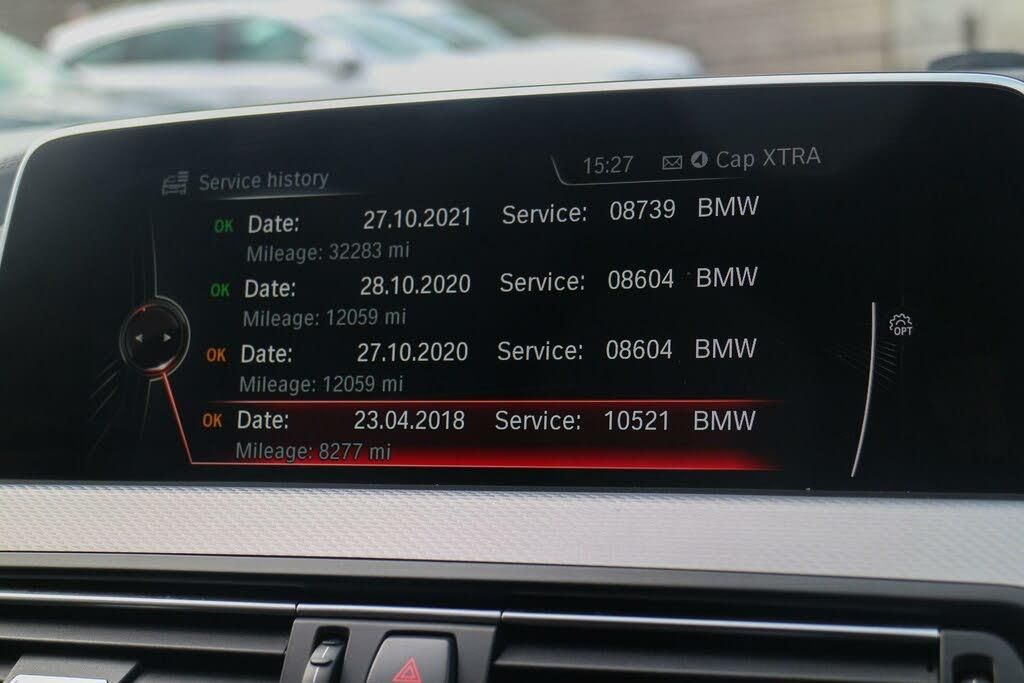 15:27 Cap XTRA
Service history
OK Date: 27.10.2021 Service: 08739 BMW
Mileage: 32283 mi
OK Date: 28.10.2020 Service: 08604 BMW
Mileage: 12059 mi
OK Date: 27.10.2020 Service: 08604 BMW
Mileage: 12059 mi
OK Date: 23.04.2018 Service: 10521 BMW
Mileage: 8277 mi
OPT